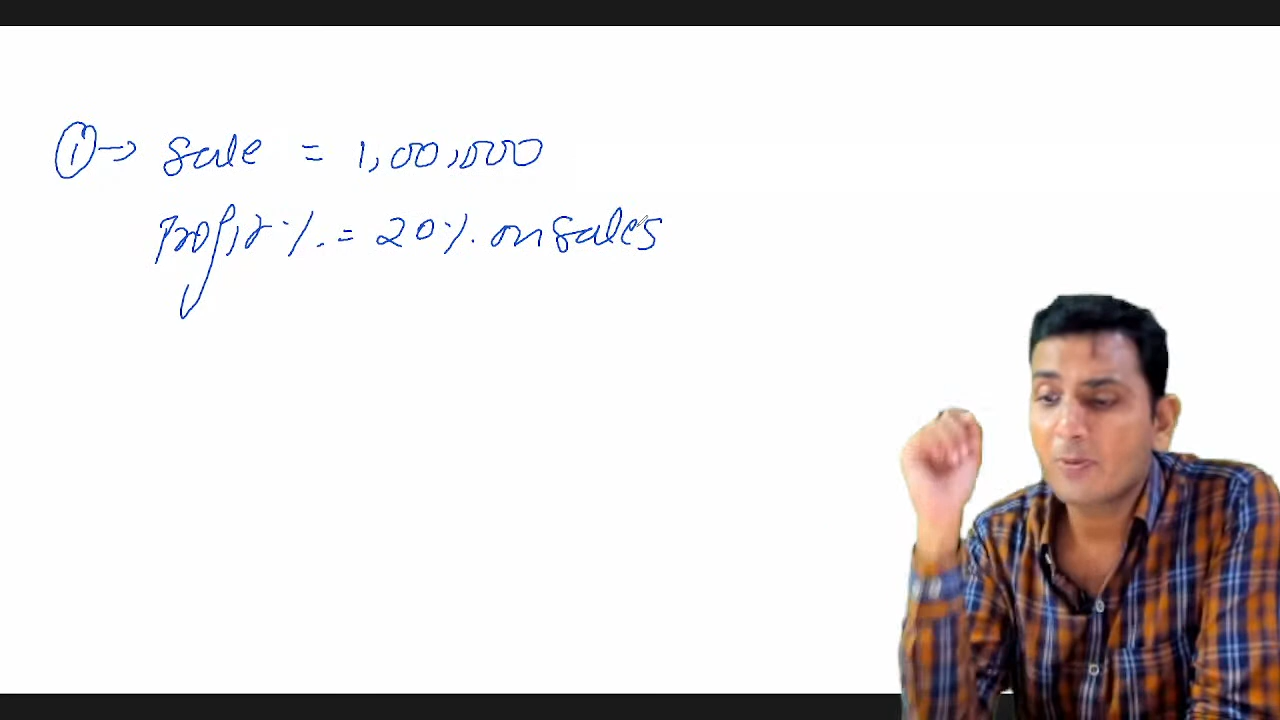 ① → Sale = 1,00,000
Profit % = 20% on sales